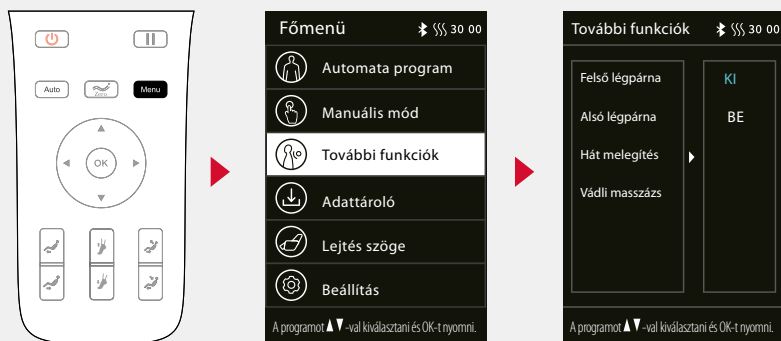 Auto
Zero
Menu
OK
Főmenü 30 00
Automata program
Manuális mód
További funkciók
Adattároló
Lejtés szöge
Beállítás
A programot ▲▼-val kiválasztani és OK-t nyomni.
További funkciók 30 00
Felső légpárna
Alsó légpárna
Hát melegítés
Vádli masszázs
KI
BE
A programot ▲▼-val kiválasztani és OK-t nyomni.